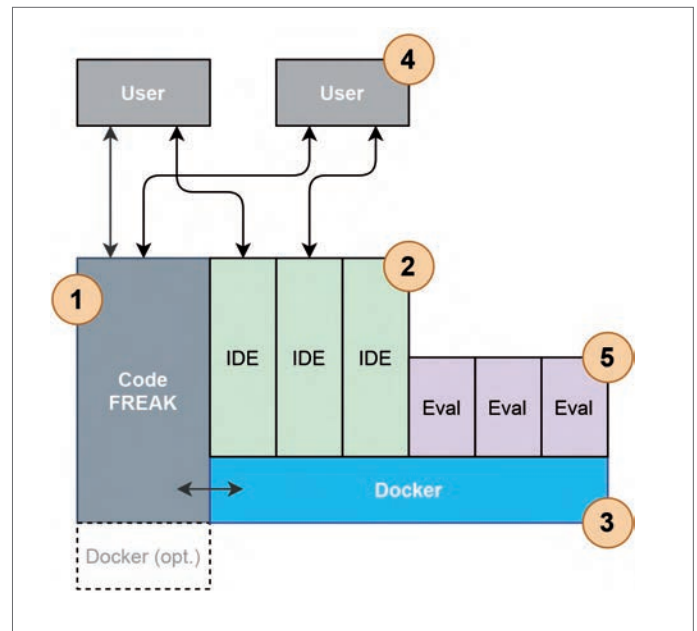 User
User
4
1
2
Code
FREAK
IDE
IDE
IDE
5
Eval
Eval
Eval
Docker
3
Docker (opt.)